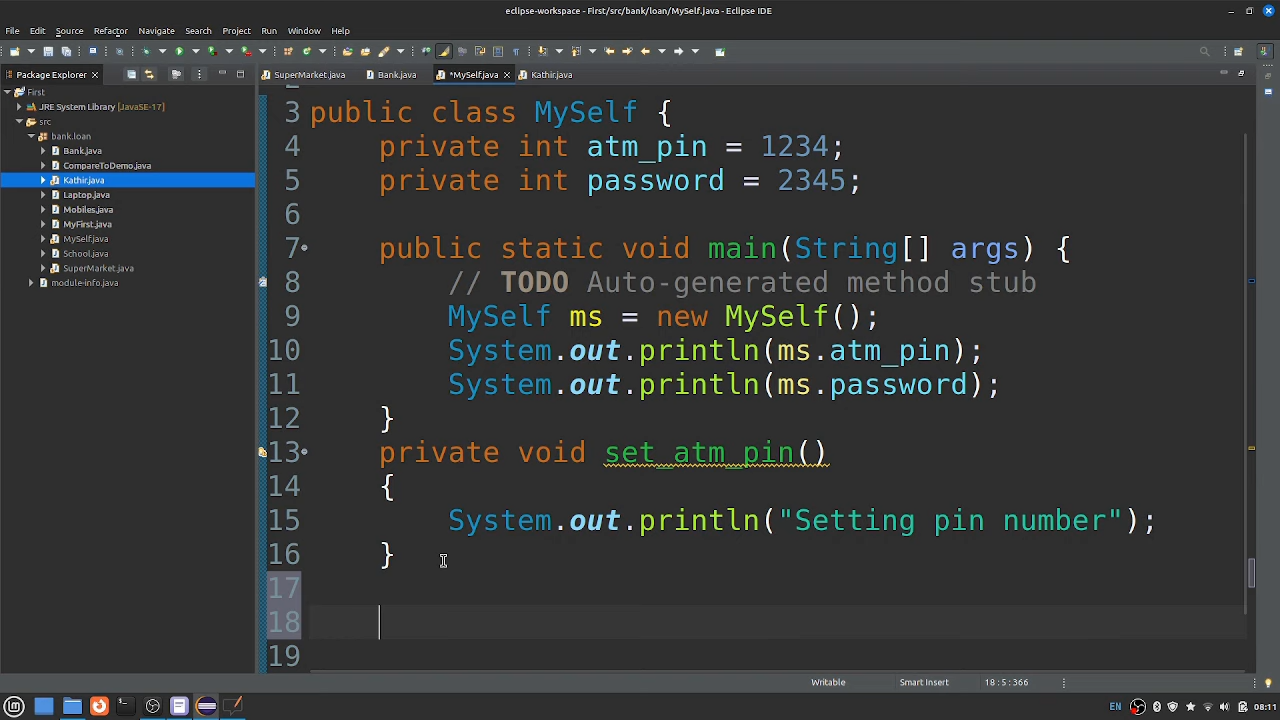 eclipse-workspace - First/src/bank/loan/MySelf.java - Eclipse IDE
File Edit Source Refactor Navigate Search Project Run Window Help
Package Explorer
SuperMarket.java Bank.java *MySelf.java Kathir.java
First
JRE System Library [JavaSE-17]
src
bank.loan
Bank.java
CompareToDemo.java
Kathir.java
Laptop.java
Mobiles.java
MyFirst.java
MySelf.java
School.java
SuperMarket.java
module-info.java
3 public class MySelf {
4 private int atm_pin = 1234;
5 private int password = 2345;
6
7 public static void main(String[] args) {
8 // TODO Auto-generated method stub
9 MySelf ms = new MySelf();
10 System.out.println(ms.atm_pin);
11 System.out.println(ms.password);
12 }
13 private void set_atm_pin()
14 {
15 System.out.println("Setting pin number");
16 }
17
18
19
Writable Smart Insert 18:5:366
EN 08:11